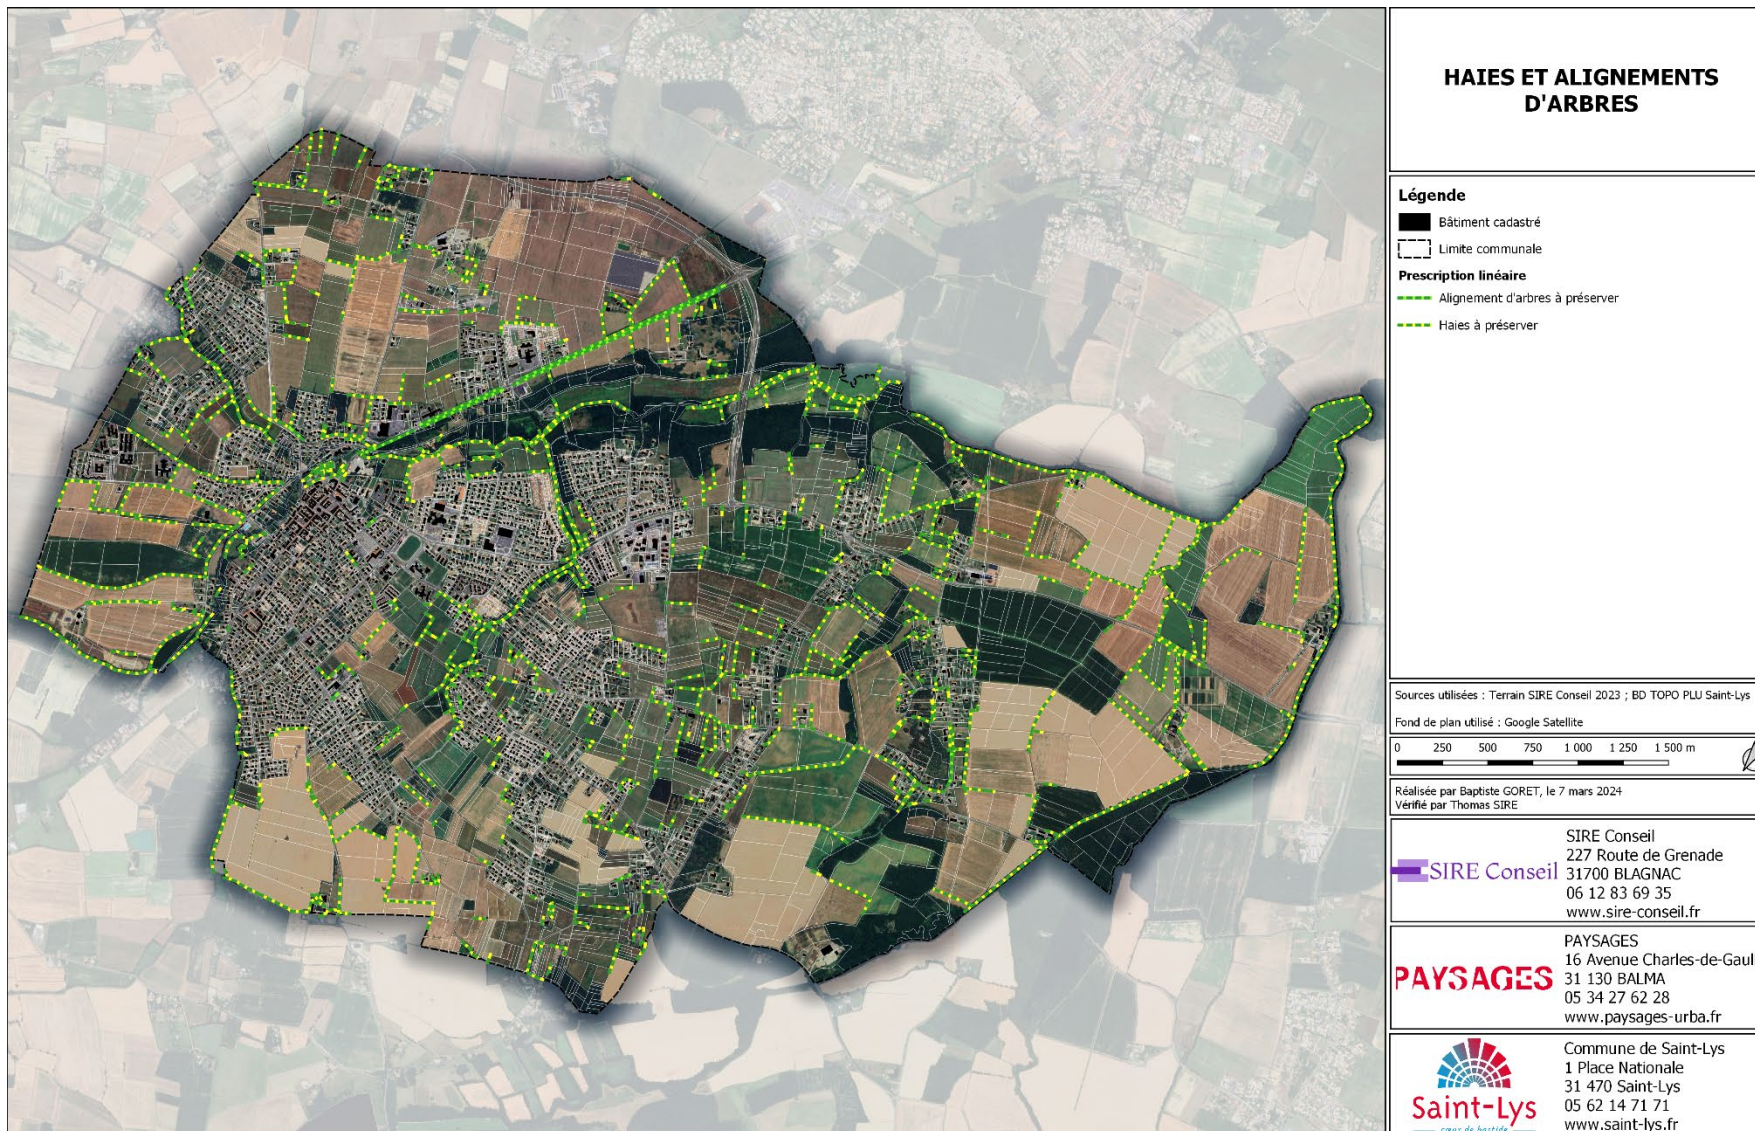 HAIES ET ALIGNEMENTS
D'ARBRES
Légende
Bâtiment cadastré
Limite communale
Prescription linéaire
Alignement d'arbres à préserver
Haies à préserver
Sources utilisées : Terrain SIRE Conseil 2023 ; BD TOPO PLU Saint-Lys
Fond de plan utilisé : Google Satellite
0 250 500 750 1 000 1 250 1 500 m
Réalisée par Baptiste GORET, le 7 mars 2024
Vérifié par Thomas SIRE
SIRE Conseil
SIRE Conseil
227 Route de Grenade
31700 BLAGNAC
06 12 83 69 35
www.sire-conseil.fr
PAYSAGES
PAYSAGES
16 Avenue Charles-de-Gaull
31 130 BALMA
05 34 27 62 28
www.paysages-urba.fr
Saint-Lys
cœur de bastide
Commune de Saint-Lys
1 Place Nationale
31 470 Saint-Lys
05 62 14 71 71
www.saint-lys.fr